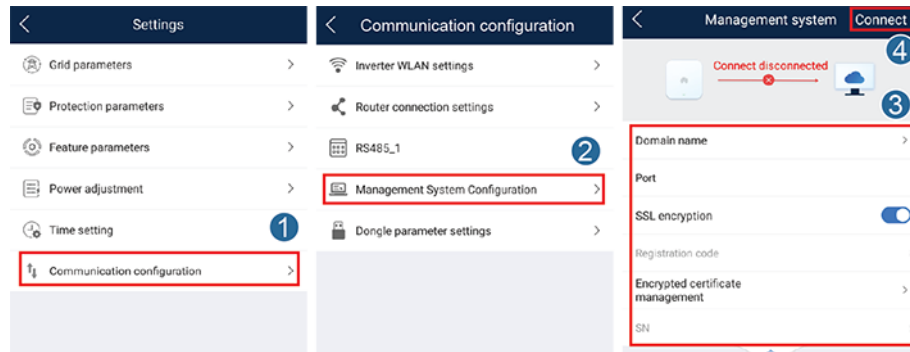 Settings
Grid parameters
Protection parameters
Feature parameters
Power adjustment
Time setting
1
Communication configuration
Communication configuration
Inverter WLAN settings
Router connection settings
RS485_1
2
Management System Configuration
Dongle parameter settings
Management system
Connect
4
Connect disconnected
3
Domain name
Port
SSL encryption
Registration code
Encrypted certificate
management
SN